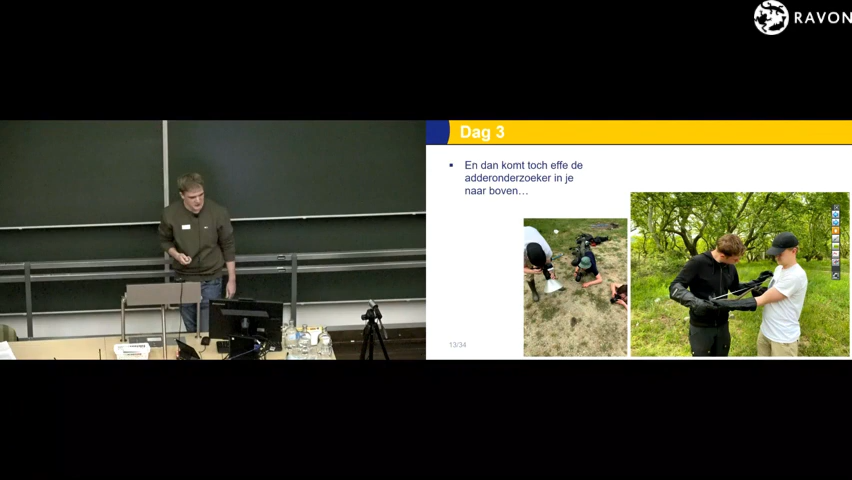 RAVON
Dag 3
▪ En dan komt toch effe de
adderonderzoeker in je
naar boven…
13/34